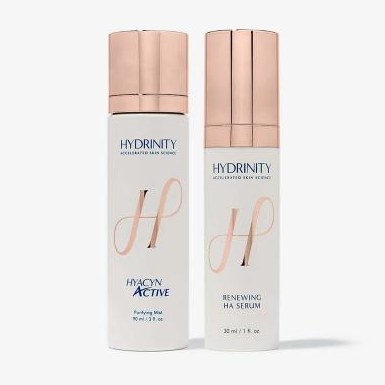 HYDRINITY
ACCELERATED SKIN SCIENCE
H
HYACYN
ACTIVE
Purifying Mist
90 ml / 3 fl. oz.
HYDRINITY
ACCELERATED SKIN SCIENCE
H
RENEWING
HA SERUM
30 ml / 1 fl. oz